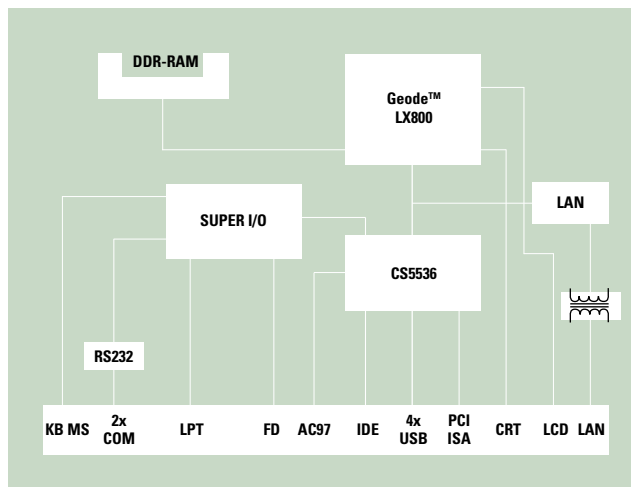 DDR-RAM
Geode™
LX800
LAN
SUPER I/O
CS5536
RS232
KB MS
2x
COM
LPT
FD
AC97
IDE
4x
USB
PCI
ISA
CRT
LCD
LAN